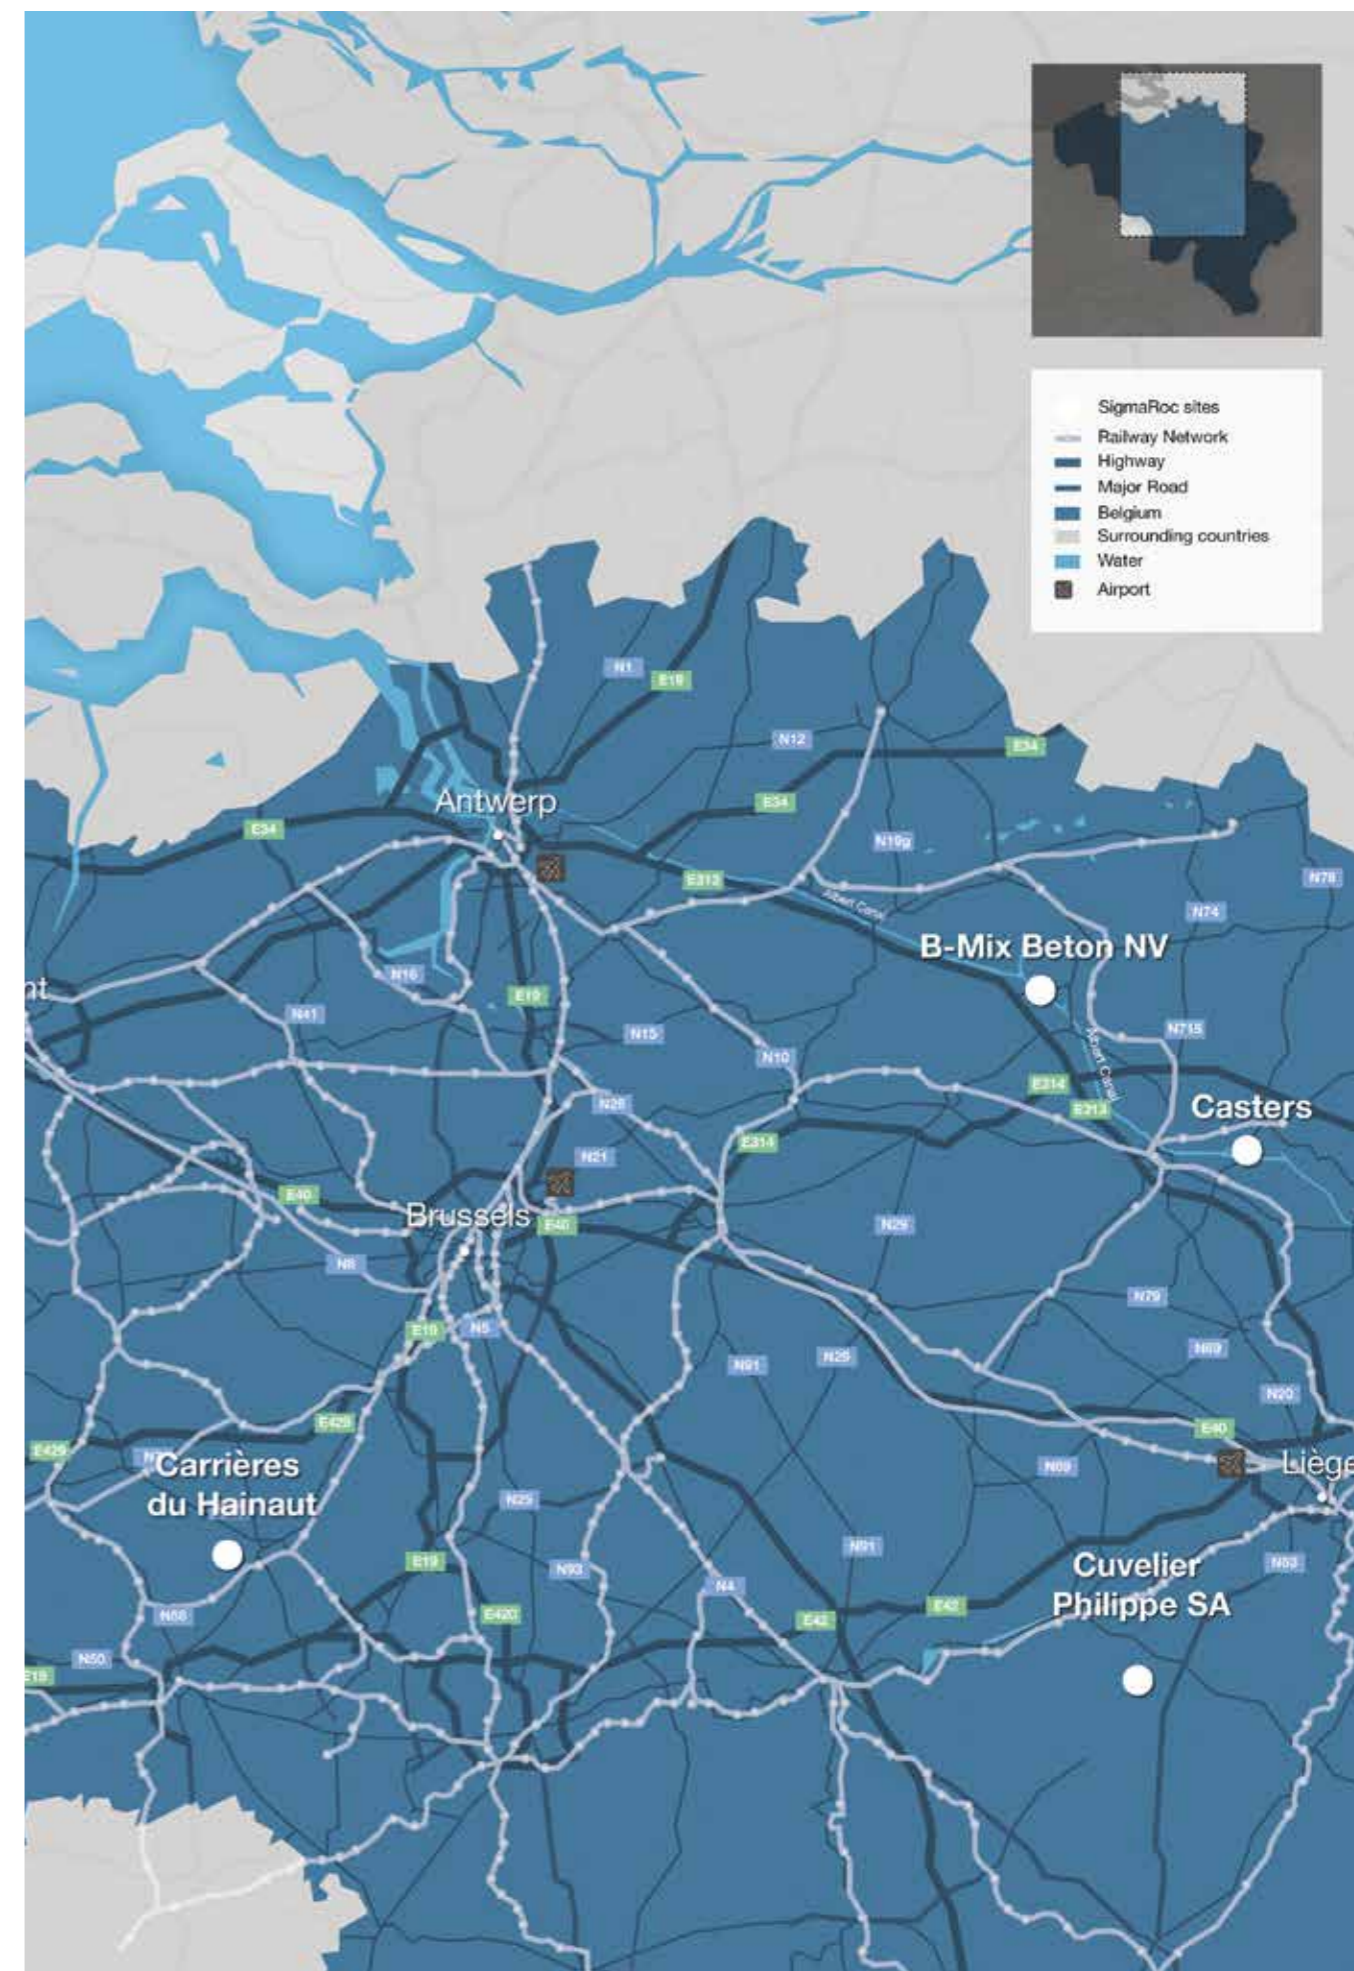 SigmaRoc sites
Railway Network
Highway
Major Road
Belgium
Surrounding countries
Water
Airport
N1
E19
N12
E34
E34
Antwerp
E34
N19g
E313
N78
Albert Canal
N74
B-Mix Beton NV
nt
N16
E19
N41
N15
N715
N10
Albert Canal
E314
N26
E313
Casters
E314
N21
E40
Brussels
E40
N29
N8
N79
E19
N5
N69
N91
N29
N20
E429
E40
E429
Carrières
N69
Liège
du Hainaut
N25
N91
E19
Cuvelier
N63
N93
N4
Philippe SA
E42
E420
N56
E42
N50
E19